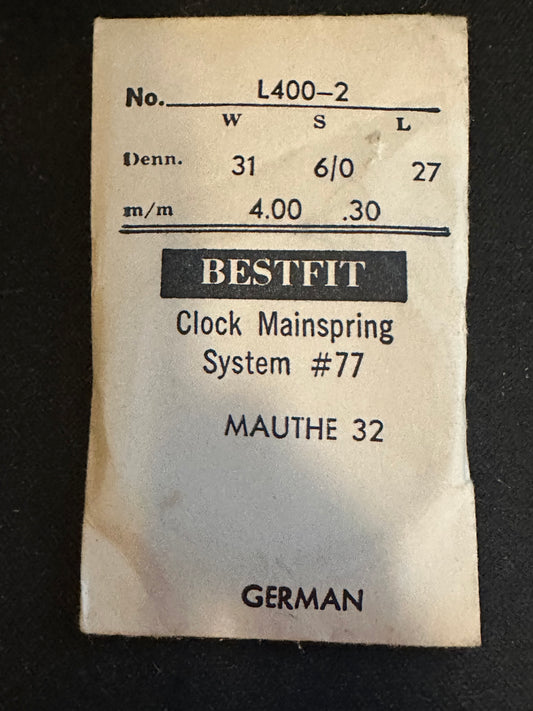 No. L400-2
W S L
Denn. 31 6/0 27
m/m 4.00 .30
BESTFIT
Clock Mainspring
System #77
MAUTHE 32
GERMAN